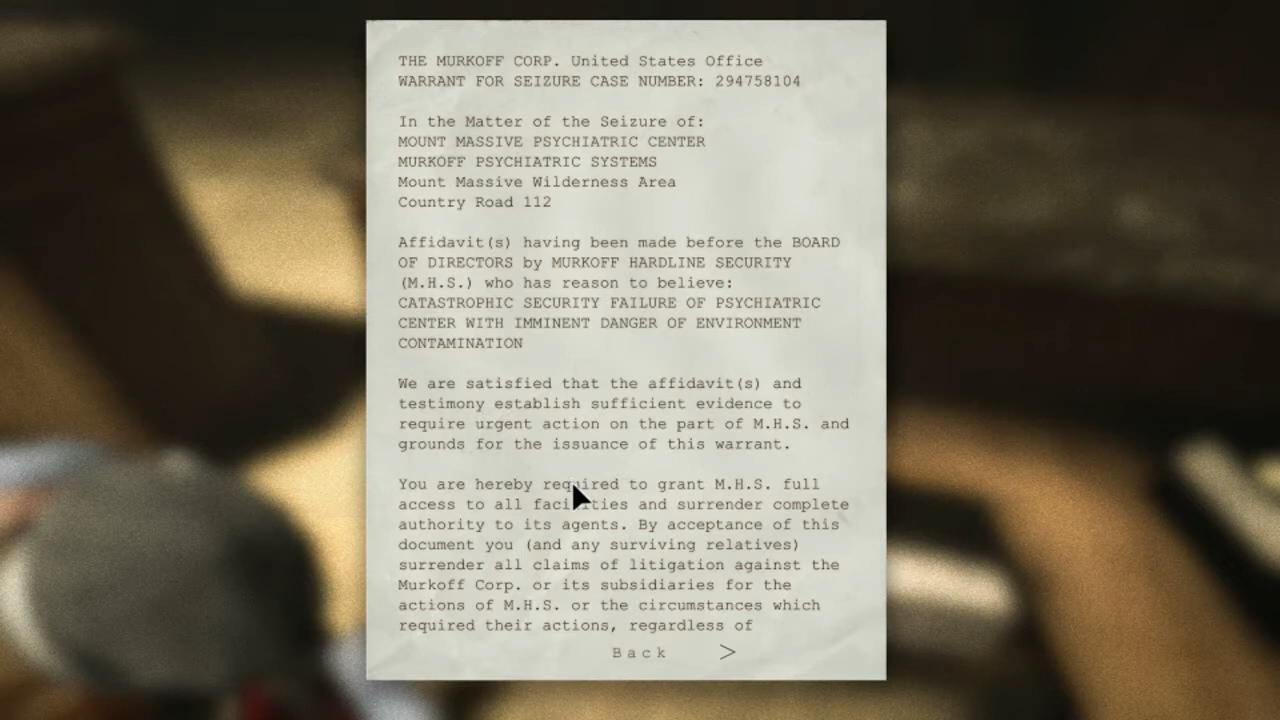 THE MURKOFF CORP. United States Office
WARRANT FOR SEIZURE CASE NUMBER: 294758104
In the Matter of the Seizure of:
MOUNT MASSIVE PSYCHIATRIC CENTER
MURKOFF PSYCHIATRIC SYSTEMS
Mount Massive Wilderness Area
Country Road 112
Affidavit(s) having been made before the BOARD
OF DIRECTORS by MURKOFF HARDLINE SECURITY
(M.H.S.) who has reason to believe:
CATASTROPHIC SECURITY FAILURE OF PSYCHIATRIC
CENTER WITH IMMINENT DANGER OF ENVIRONMENT
CONTAMINATION
We are satisfied that the affidavit(s) and
testimony establish sufficient evidence to
require urgent action on the part of M.H.S. and
grounds for the issuance of this warrant.
You are hereby required to grant M.H.S. full
access to all facilities and surrender complete
authority to its agents. By acceptance of this
document you (and any surviving relatives)
surrender all claims of litigation against the
Murkoff Corp. or its subsidiaries for the
actions of M.H.S. or the circumstances which
required their actions, regardless of
Back >